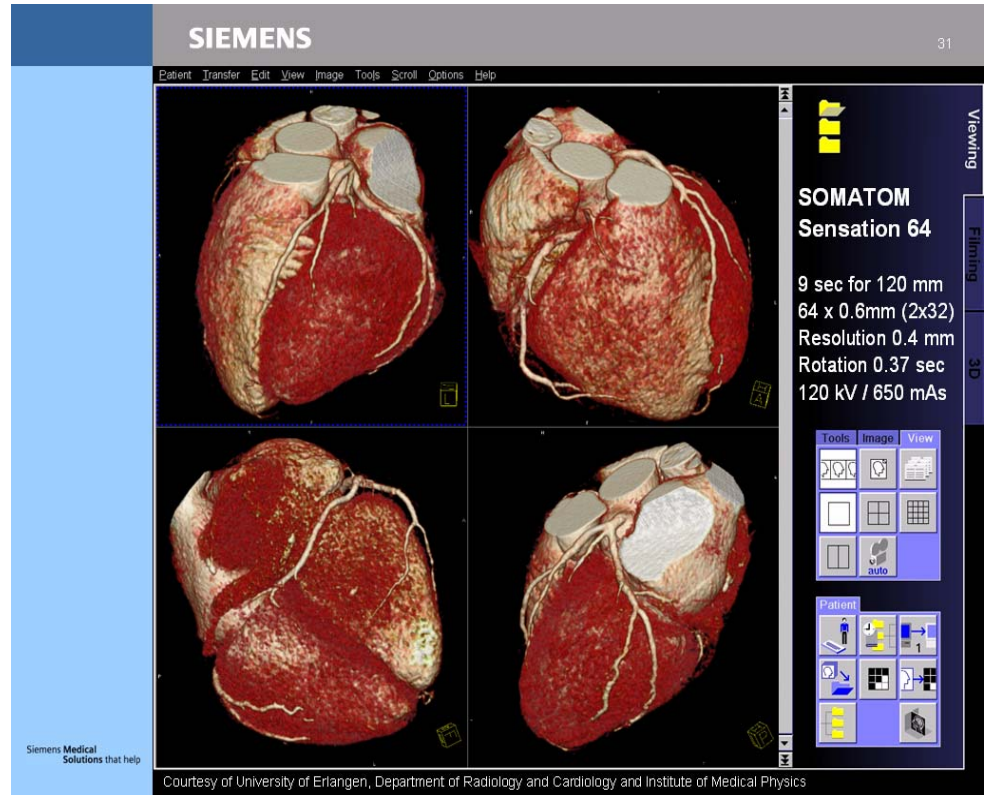 SIEMENS
31
Patient Transfer Edit View Image Tools Scroll Options Help
Viewing
Filming
3D
SOMATOM
Sensation 64
9 sec for 120 mm
64 x 0.6mm (2x32)
Resolution 0.4 mm
Rotation 0.37 sec
120 kV / 650 mAs
L
Tools Image View
auto
Patient
1
Siemens Medical
Solutions that help
Courtesy of University of Erlangen, Department of Radiology and Cardiology and Institute of Medical Physics